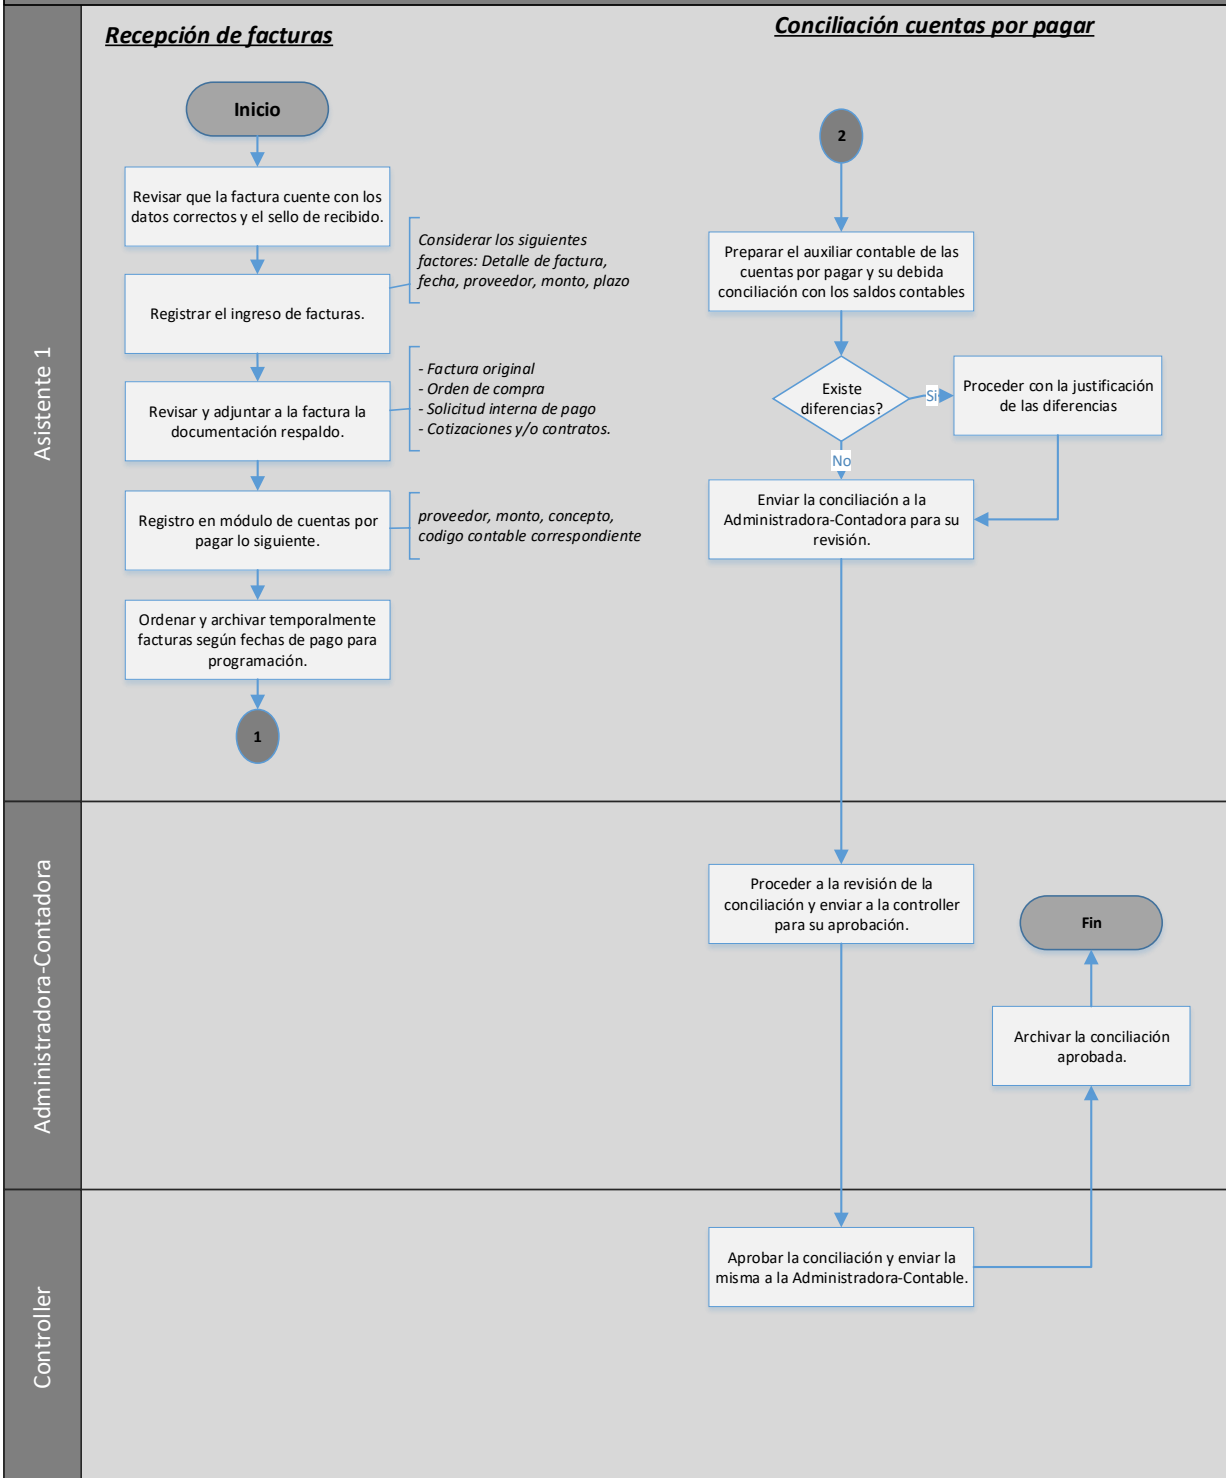 Recepción de facturas
Inicio
Revisar que la factura cuente con los
datos correctos y el sello de recibido.
Registrar el ingreso de facturas.
Considerar los siguientes
factores: Detalle de factura,
fecha, proveedor, monto, plazo
Revisar y adjuntar a la factura la
documentación respaldo.
- Factura original
- Orden de compra
- Solicitud interna de pago
- Cotizaciones y/o contratos.
Registro en módulo de cuentas por
pagar lo siguiente.
proveedor, monto, concepto,
codigo contable correspondiente
Ordenar y archivar temporalmente
facturas según fechas de pago para
programación.
1
Conciliación cuentas por pagar
2
Preparar el auxiliar contable de las
cuentas por pagar y su debida
conciliación con los saldos contables
Existe
diferencias?
Si
Proceder con la justificación
de las diferencias
No
Enviar la conciliación a la
Administradora-Contadora para su
revisión.
Asistente 1
Proceder a la revisión de la
conciliación y enviar a la controller
para su aprobación.
Fin
Archivar la conciliación
aprobada.
Administradora-Contadora
Aprobar la conciliación y enviar la
misma a la Administradora-Contable.
Controller